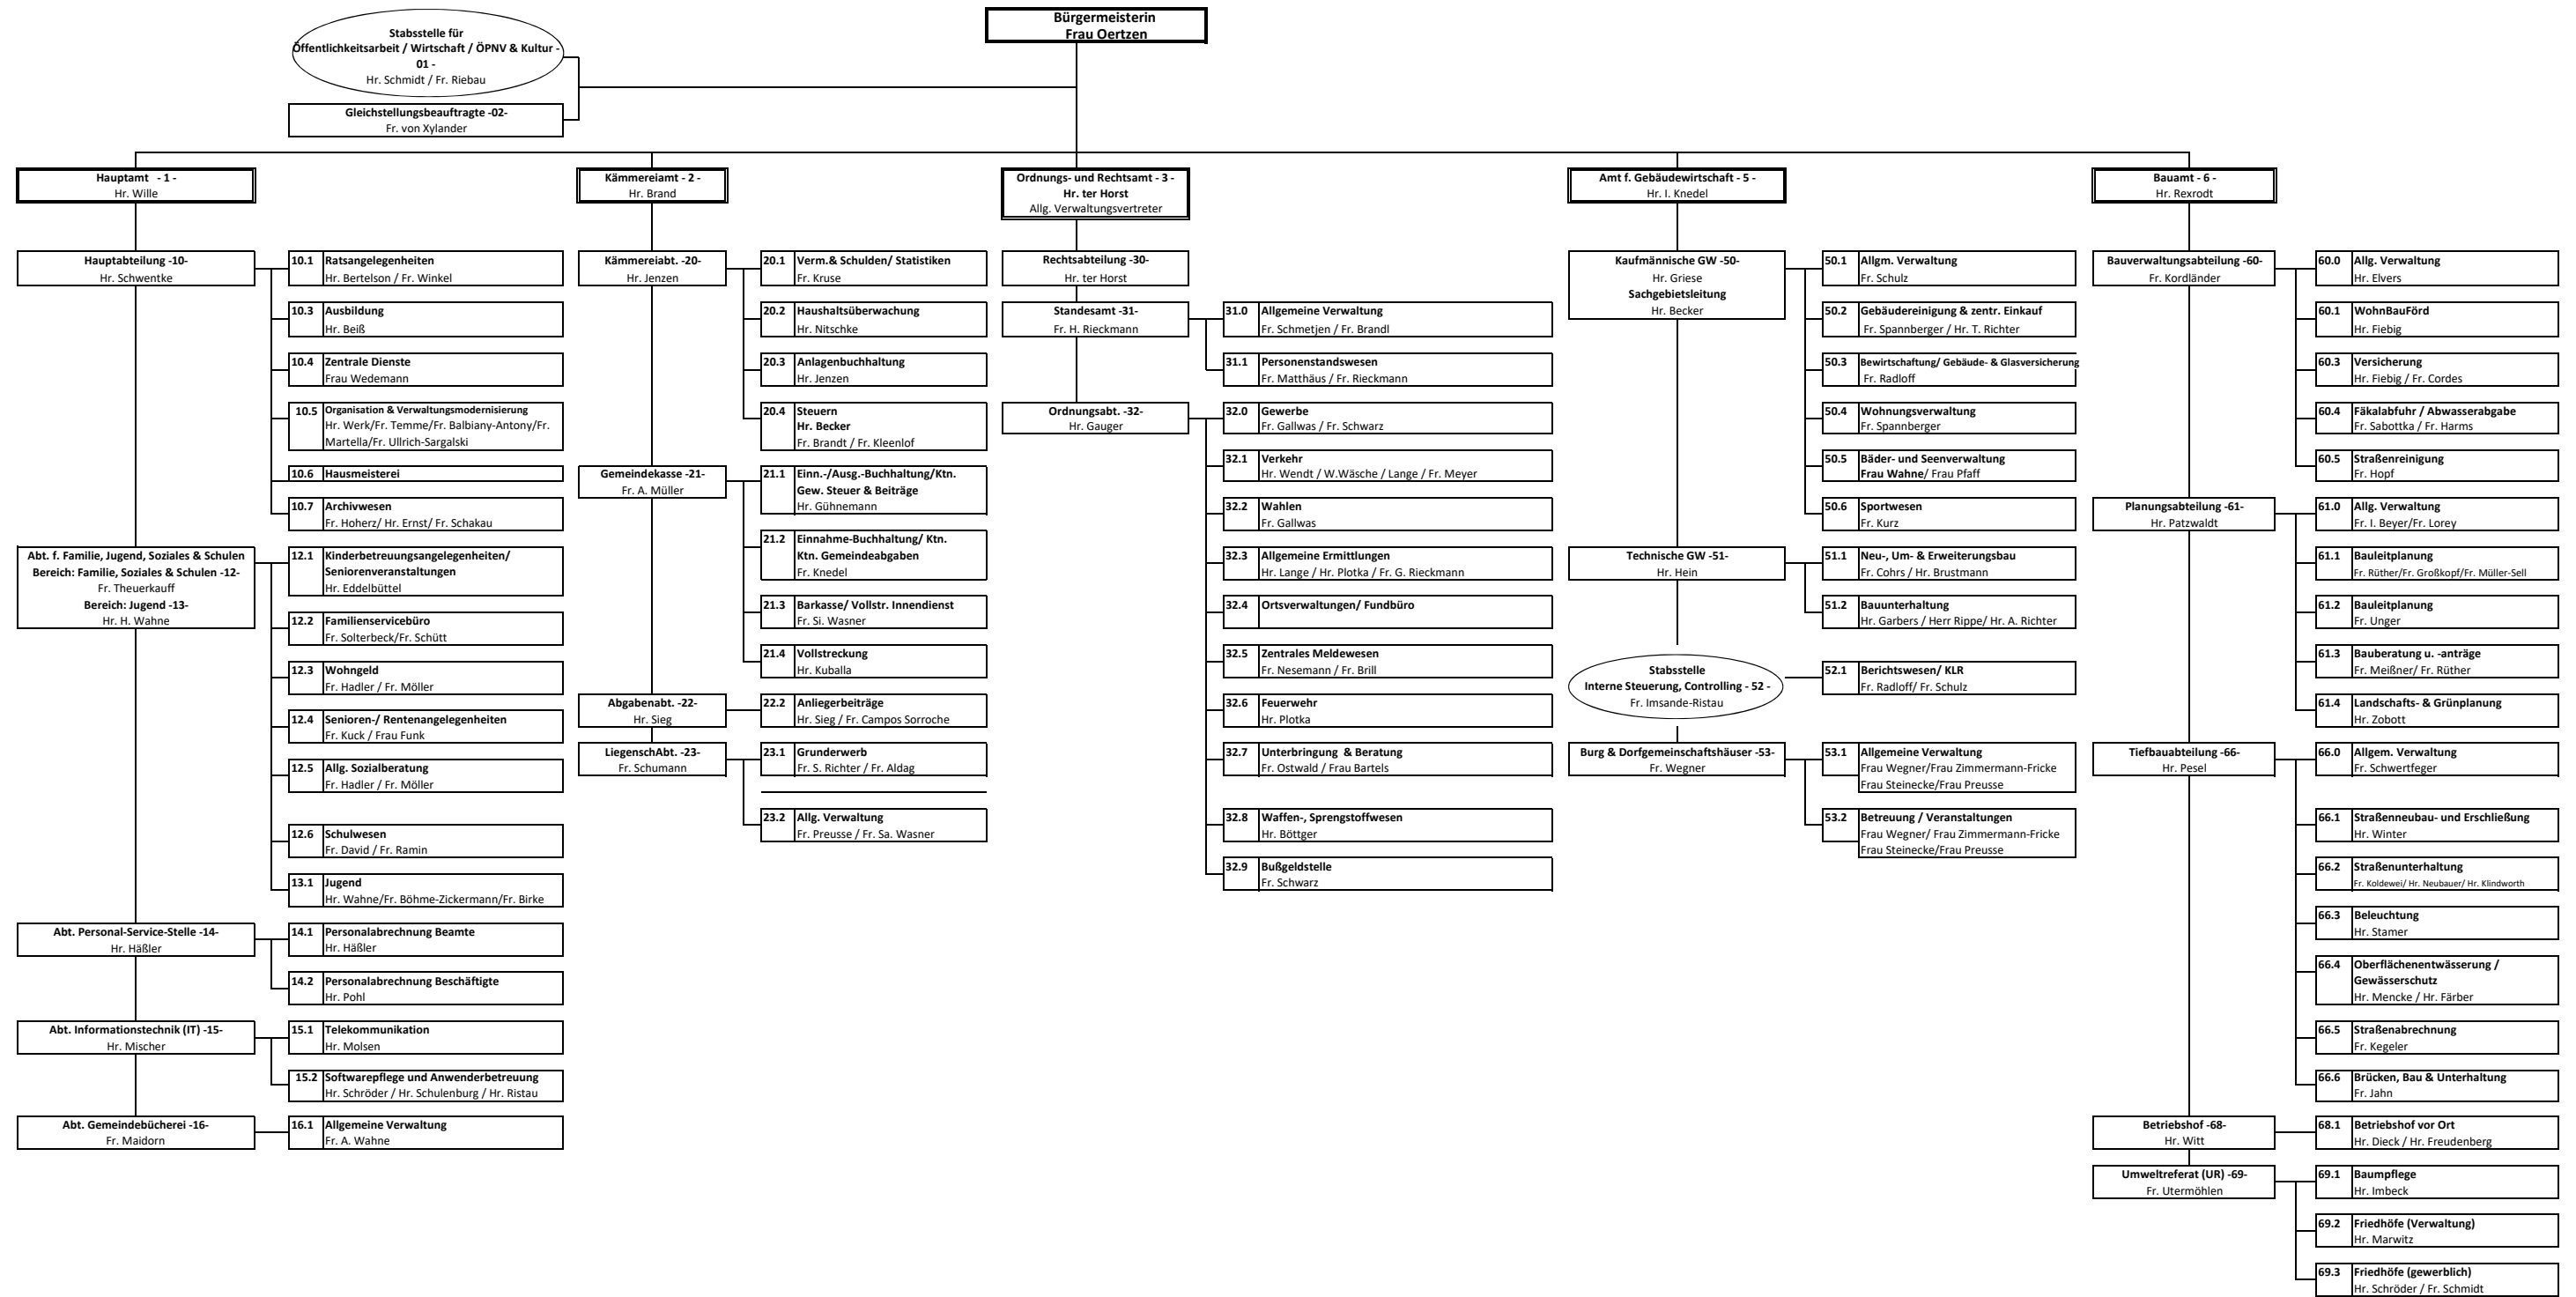 Bürgermeisterin
Frau Oertzen
Stabsstelle für
Öffentlichkeitsarbeit / Wirtschaft / ÖPNV & Kultur -
01 -
Hr. Schmidt / Fr. Riebau
Gleichstellungsbeauftragte -02-
Fr. von Xylander
Hauptamt - 1 -
Hr. Wille
Hauptabteilung -10-
Hr. Schwentke
10.1 Ratsangelegenheiten
Hr. Bertelson / Fr. Winkel
10.3 Ausbildung
Hr. Beiß
10.4 Zentrale Dienste
Frau Wedemann
10.5 Organisation & Verwaltungsmodernisierung
Hr. Werk/Fr. Temme/Fr. Balbiany-Antony/Fr.
Martella/Fr. Ullrich-Sargalski
10.6 Hausmeisterei
10.7 Archivwesen
Fr. Hoherz/ Hr. Ernst/ Fr. Schakau
Abt. f. Familie, Jugend, Soziales & Schulen
Bereich: Familie, Soziales & Schulen -12-
Fr. Theuerkauff
Bereich: Jugend -13-
Hr. H. Wahne
12.1 Kinderbetreuungsangelegenheiten/
Seniorenveranstaltungen
Hr. Eddelbüttel
12.2 Familienservicebüro
Fr. Solterbeck/Fr. Schütt
12.3 Wohngeld
Fr. Hadler / Fr. Möller
12.4 Senioren-/ Rentenangelegenheiten
Fr. Kuck / Frau Funk
12.5 Allg. Sozialberatung
Fr. Hadler / Fr. Möller
12.6 Schulwesen
Fr. David / Fr. Ramin
13.1 Jugend
Hr. Wahne/Fr. Böhme-Zickermann/Fr. Birke
Abt. Personal-Service-Stelle -14-
Hr. Häßler
14.1 Personalabrechnung Beamte
Hr. Häßler
14.2 Personalabrechnung Beschäftigte
Hr. Pohl
Abt. Informationstechnik (IT) -15-
Hr. Mischer
15.1 Telekommunikation
Hr. Molsen
15.2 Softwarepflege und Anwenderbetreuung
Hr. Schröder / Hr. Schulenburg / Hr. Ristau
Abt. Gemeindebücherei -16-
Fr. Maidorn
16.1 Allgemeine Verwaltung
Fr. A. Wahne
Kämmereiamt - 2 -
Hr. Brand
Kämmereiabt. -20-
Hr. Jenzen
20.1 Verm.& Schulden/ Statistiken
Fr. Kruse
20.2 Haushaltsüberwachung
Hr. Nitschke
20.3 Anlagenbuchhaltung
Hr. Jenzen
20.4 Steuern
Hr. Becker
Fr. Brandt / Fr. Kleenlof
Gemeindekasse -21-
Fr. A. Müller
21.1 Einn.-/Ausg.-Buchhaltung/Ktn.
Gew. Steuer & Beiträge
Hr. Gühnemann
21.2 Einnahme-Buchhaltung/ Ktn.
Ktn. Gemeindeabgaben
Fr. Knedel
21.3 Barkasse/ Vollstr. Innendienst
Fr. Si. Wasner
21.4 Vollstreckung
Hr. Kuballa
Abgabenabt. -22-
Hr. Sieg
22.2 Anliegerbeiträge
Hr. Sieg / Fr. Campos Sorroche
LiegenschAbt. -23-
Fr. Schumann
23.1 Grunderwerb
Fr. S. Richter / Fr. Aldag
23.2 Allg. Verwaltung
Fr. Preusse / Fr. Sa. Wasner
Ordnungs- und Rechtsamt - 3 -
Hr. ter Horst
Allg. Verwaltungsvertreter
Rechtsabteilung -30-
Hr. ter Horst
Standesamt -31-
Fr. H. Rieckmann
31.0 Allgemeine Verwaltung
Fr. Schmetjen / Fr. Brandl
31.1 Personenstandswesen
Fr. Matthäus / Fr. Rieckmann
Ordnungsabt. -32-
Hr. Gauger
32.0 Gewerbe
Fr. Gallwas / Fr. Schwarz
32.1 Verkehr
Hr. Wendt / W.Wäsche / Lange / Fr. Meyer
32.2 Wahlen
Fr. Gallwas
32.3 Allgemeine Ermittlungen
Hr. Lange / Hr. Plotka / Fr. G. Rieckmann
32.4 Ortsverwaltungen/ Fundbüro
32.5 Zentrales Meldewesen
Fr. Nesemann / Fr. Brill
32.6 Feuerwehr
Hr. Plotka
32.7 Unterbringung & Beratung
Fr. Ostwald / Frau Bartels
32.8 Waffen-, Sprengstoffwesen
Hr. Böttger
32.9 Bußgeldstelle
Fr. Schwarz
Amt f. Gebäudewirtschaft - 5 -
Hr. I. Knedel
Kaufmännische GW -50-
Hr. Griese
Sachgebietsleitung
Hr. Becker
50.1 Allgm. Verwaltung
Fr. Schulz
50.2 Gebäudereinigung & zentr. Einkauf
Fr. Spannberger / Hr. T. Richter
50.3 Bewirtschaftung/ Gebäude- & Glasversicherung
Fr. Radloff
50.4 Wohnungsverwaltung
Fr. Spannberger
50.5 Bäder- und Seenverwaltung
Frau Wahne/ Frau Pfaff
50.6 Sportwesen
Fr. Kurz
Technische GW -51-
Hr. Hein
51.1 Neu-, Um- & Erweiterungsbau
Fr. Cohrs / Hr. Brustmann
51.2 Bauunterhaltung
Hr. Garbers / Herr Rippe/ Hr. A. Richter
Stabsstelle
Interne Steuerung, Controlling - 52 -
Fr. Imsande-Ristau
52.1 Berichtswesen/ KLR
Fr. Radloff/ Fr. Schulz
Burg & Dorfgemeinschaftshäuser -53-
Fr. Wegner
53.1 Allgemeine Verwaltung
Frau Wegner/Frau Zimmermann-Fricke
Frau Steinecke/Frau Preusse
53.2 Betreuung / Veranstaltungen
Frau Wegner/ Frau Zimmermann-Fricke
Frau Steinecke/Frau Preusse
Bauamt - 6 -
Hr. Rexrodt
Bauverwaltungsabteilung -60-
Fr. Kordländer
60.0 Allg. Verwaltung
Hr. Elvers
60.1 WohnBauFörd
Hr. Fiebig
60.3 Versicherung
Hr. Fiebig / Fr. Cordes
60.4 Fäkalabfuhr / Abwasserabgabe
Fr. Sabottka / Fr. Harms
60.5 Straßenreinigung
Fr. Hopf
Planungsabteilung -61-
Hr. Patzwaldt
61.0 Allg. Verwaltung
Fr. I. Beyer/Fr. Lorey
61.1 Bauleitplanung
Fr. Rüther/Fr. Großkopf/Fr. Müller-Sell
61.2 Bauleitplanung
Fr. Unger
61.3 Bauberatung u. -anträge
Fr. Meißner/ Fr. Rüther
61.4 Landschafts- & Grünplanung
Hr. Zobott
Tiefbauabteilung -66-
Hr. Pesel
66.0 Allgem. Verwaltung
Fr. Schwertfeger
66.1 Straßenneubau- und Erschließung
Hr. Winter
66.2 Straßenunterhaltung
Fr. Koldewei/ Hr. Neubauer/ Hr. Klindworth
66.3 Beleuchtung
Hr. Stamer
66.4 Oberflächenentwässerung /
Gewässerschutz
Hr. Mencke / Hr. Färber
66.5 Straßenabrechnung
Fr. Kegeler
66.6 Brücken, Bau & Unterhaltung
Fr. Jahn
Betriebshof -68-
Hr. Witt
68.1 Betriebshof vor Ort
Hr. Dieck / Hr. Freudenberg
Umweltreferat (UR) -69-
Fr. Utermöhlen
69.1 Baumpflege
Hr. Imbeck
69.2 Friedhöfe (Verwaltung)
Hr. Marwitz
69.3 Friedhöfe (gewerblich)
Hr. Schröder / Fr. Schmidt